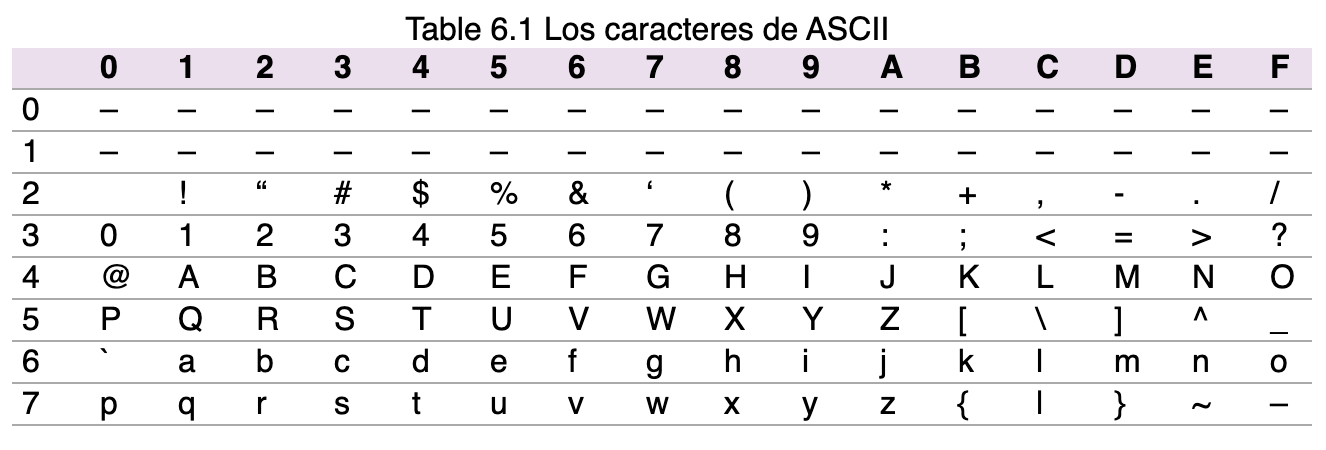 Table 6.1 Los caracteres de ASCII
0 1 2 3 4 5 6 7 8 9 A B C D E F
0 – – – – – – – – – – – – – – – –
1 – – – – – – – – – – – – – – – –
2 ! “ # $ % & ‘ ( ) * + , - . /
3 0 1 2 3 4 5 6 7 8 9 : ; < = > ?
4 @ A B C D E F G H I J K L M N O
5 P Q R S T U V W X Y Z [ \ ] ^ _
6 ` a b c d e f g h i j k l m n o
7 p q r s t u v w x y z { | } ~ –